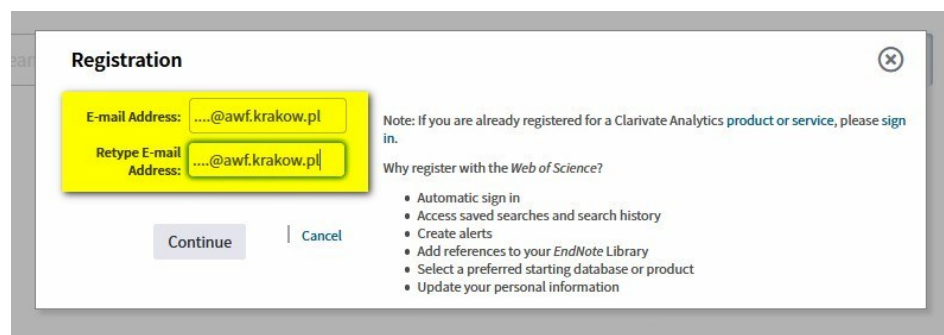 Registration
E-mail Address: ....@awf.krakow.pl
Retype E-mail
Address: ....@awf.krakow.pl
Continue | Cancel
Note: If you are already registered for a Clarivate Analytics product or service, please sign
in.
Why register with the Web of Science?
• Automatic sign in
• Access saved searches and search history
• Create alerts
• Add references to your EndNote Library
• Select a preferred starting database or product
• Update your personal information